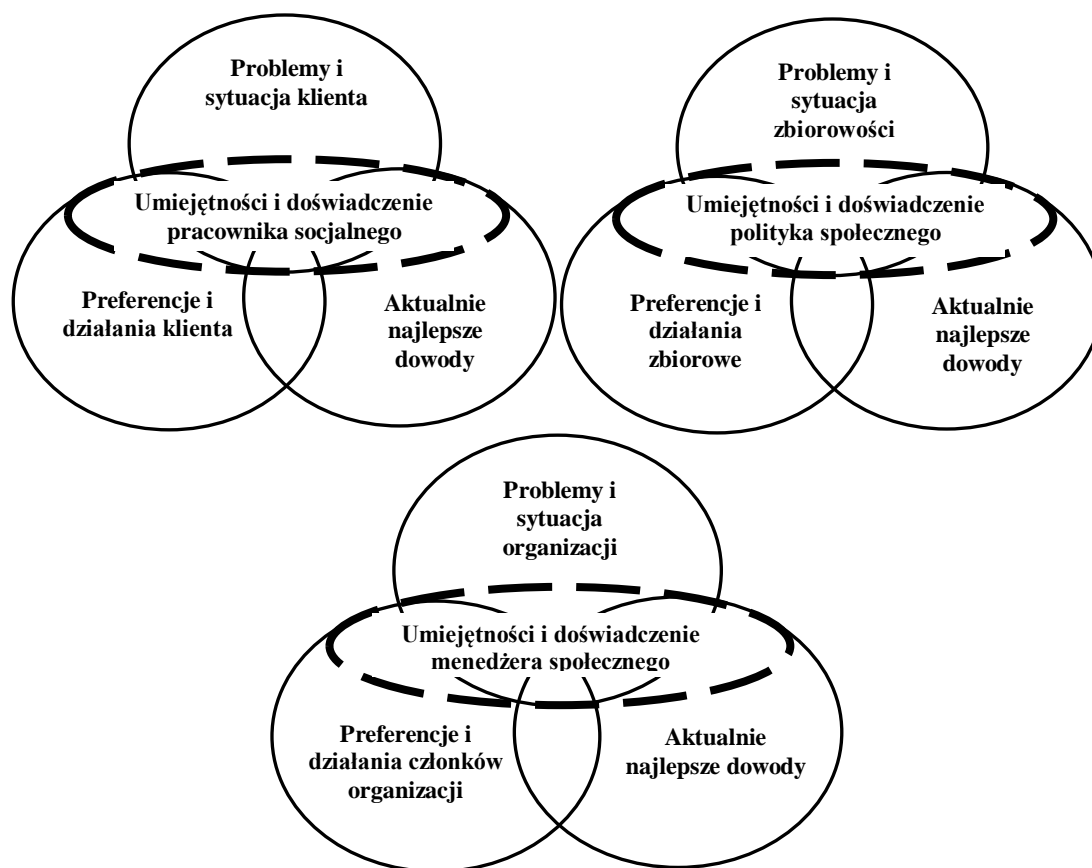 Problemy i
sytuacja klienta
Umiejętności i doświadczenie
pracownika socjalnego
Preferencje i
działania klienta
Aktualnie
najlepsze
dowody
Problemy i
sytuacja
zbiorowości
Umiejętności i doświadczenie
polityka społecznego
Preferencje i
działania
zbiorowe
Aktualnie
najlepsze
dowody
Problemy i
sytuacja
organizacji
Umiejętności i doświadczenie
menedżera społecznego
Preferencje i
działania członków
organizacji
Aktualnie
najlepsze dowody